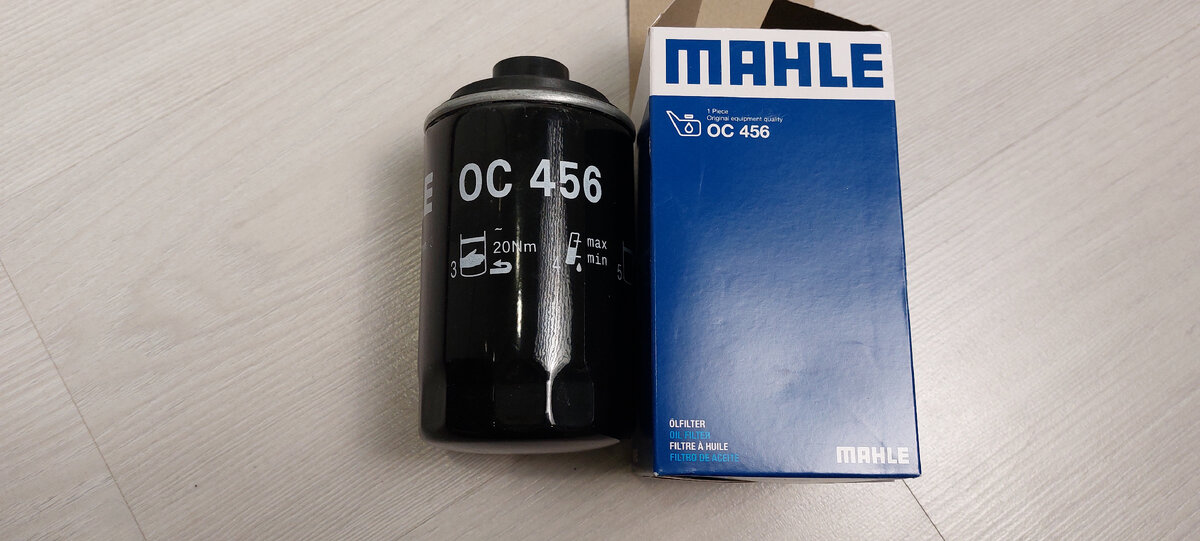 E
OC 456
~
20Nm
3
4
max
min
5
MAHLE
1 Piece
Original equipment quality
OC 456
ÖLFILTER
OIL FILTER
FILTRE À HUILE
FILTRO DE ACEITE
MAHLE